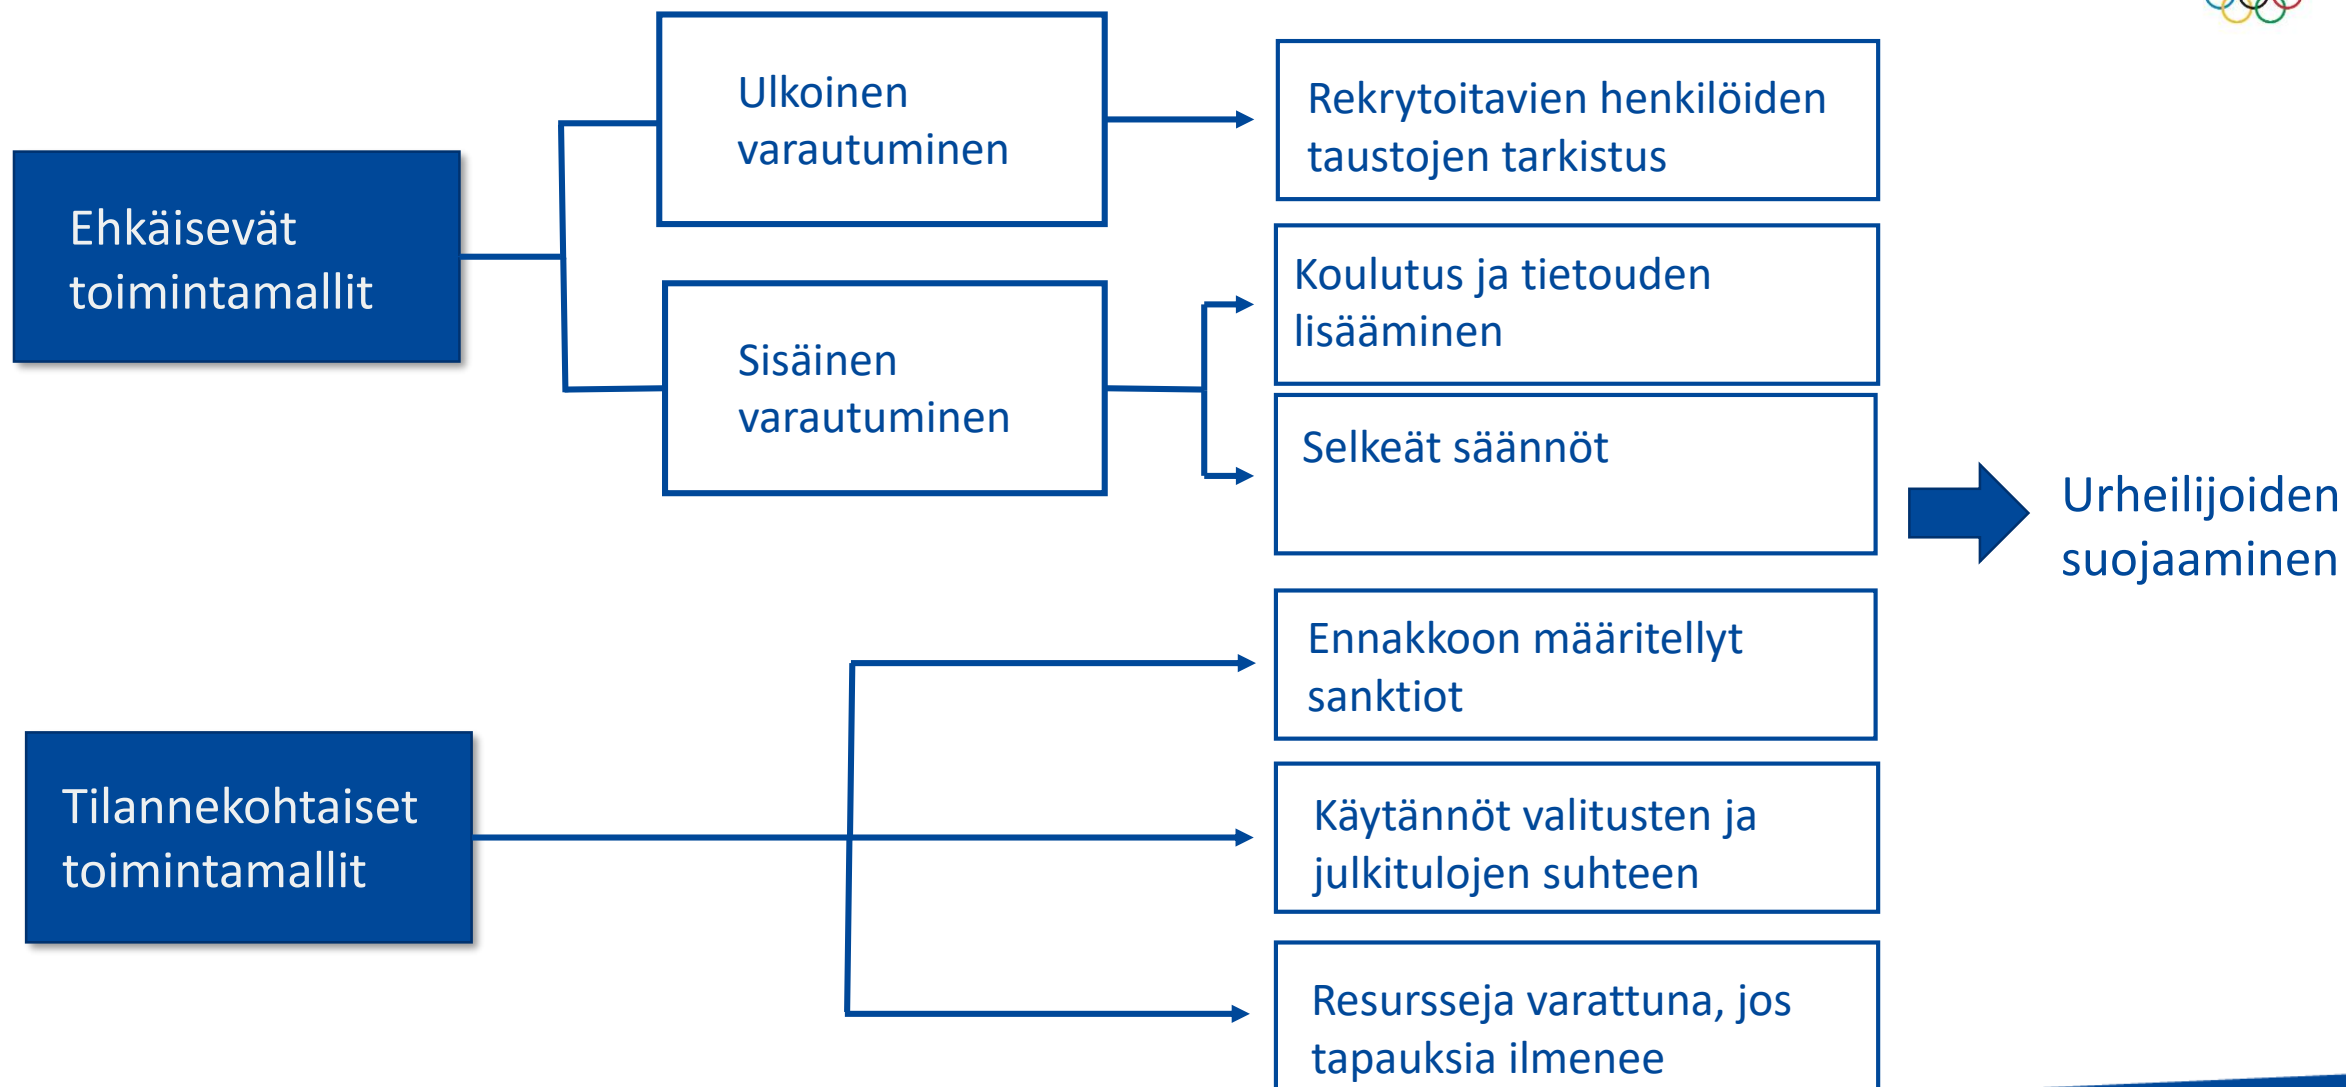 Ehkäisevät
toimintamallit
Ulkoinen
varautuminen
Sisäinen
varautuminen
Rekrytoitavien henkilöiden
taustojen tarkistus
Koulutus ja tietouden
lisääminen
Selkeät säännöt
Tilannekohtaiset
toimintamallit
Ennakkoon määritellyt
sanktiot
Käytännöt valitusten ja
julkitulojen suhteen
Resursseja varattuna, jos
tapauksia ilmenee
Urheilijoiden
suojaaminen